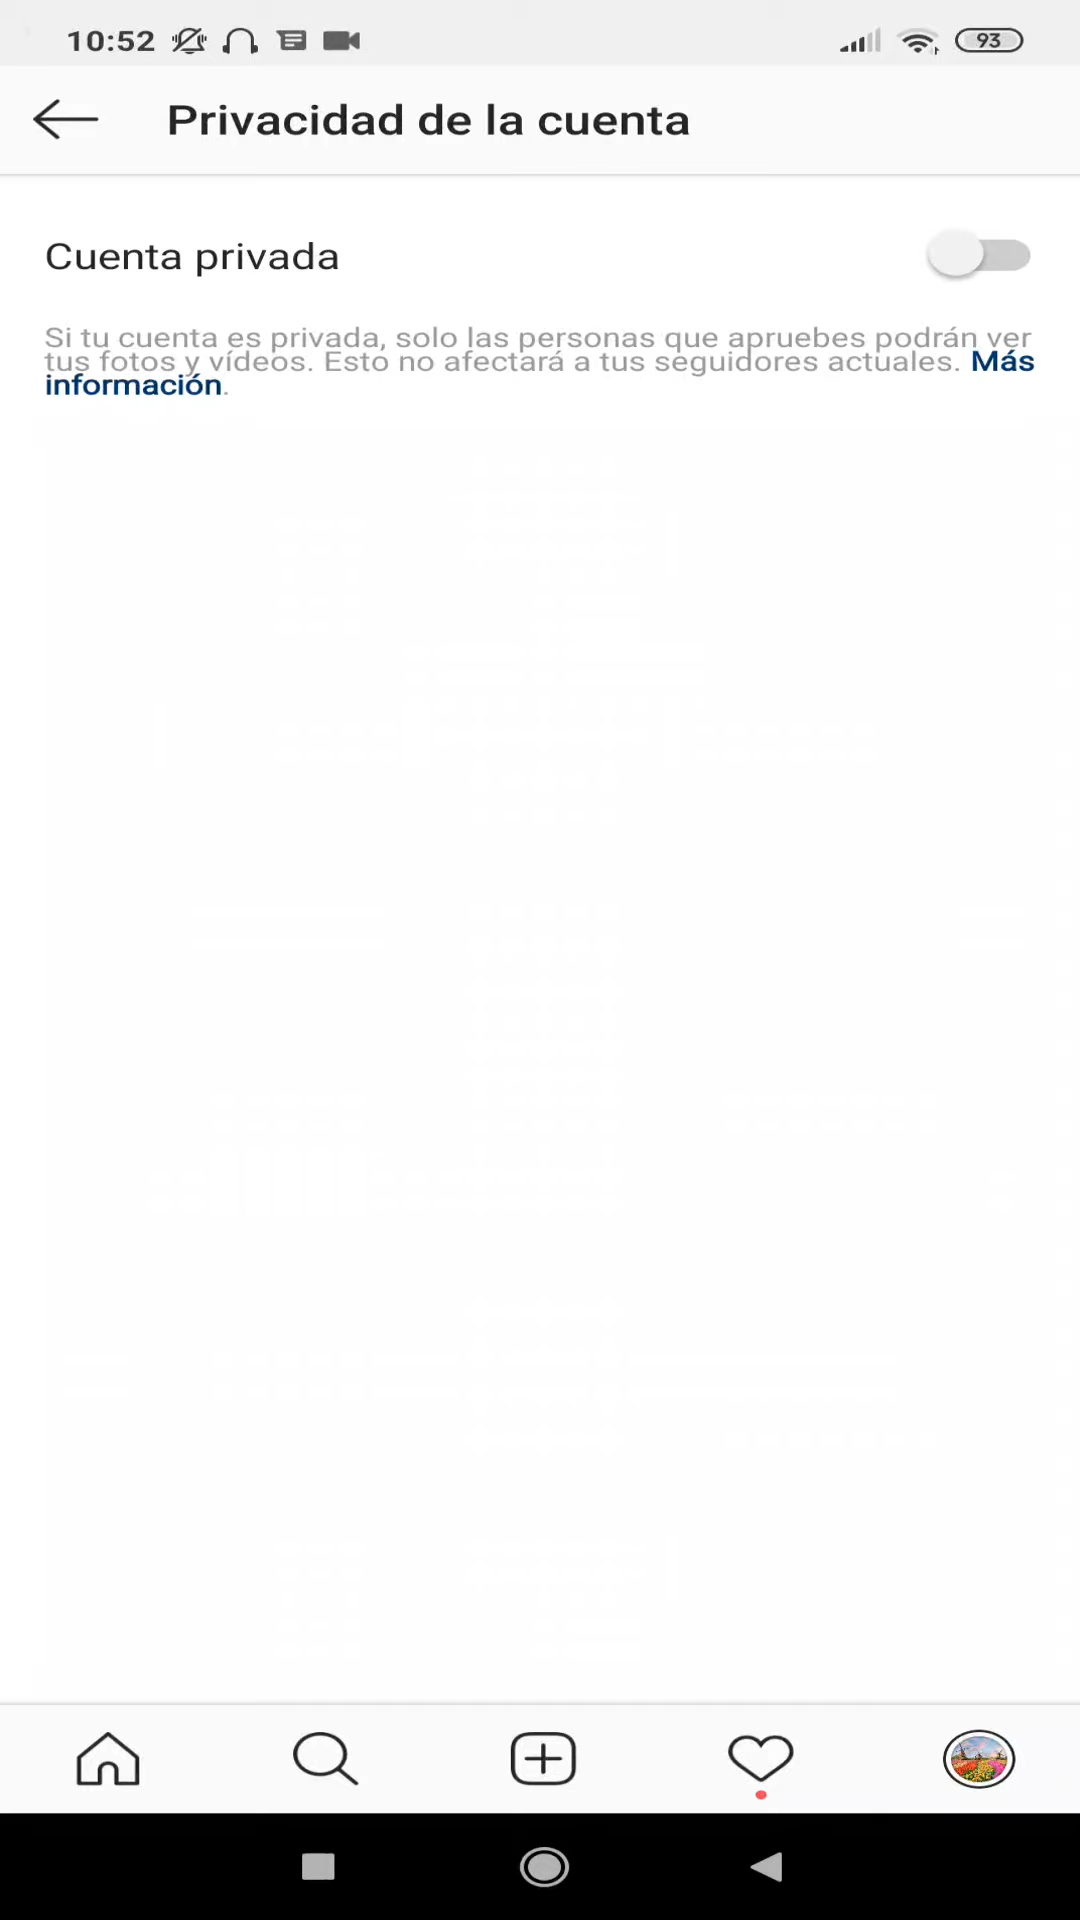 10:52
93
Privacidad de la cuenta
Cuenta privada
Si tu cuenta es privada, solo las personas que apruebes podrán ver
tus fotos y vídeos. Esto no afectará a tus seguidores actuales. Más
información.